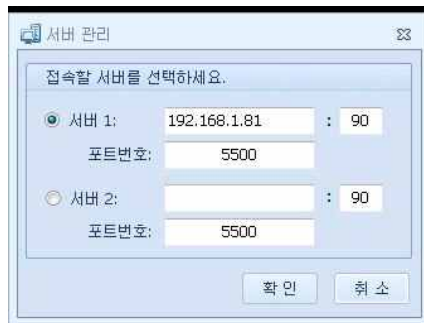 서버 관리
접속할 서버를 선택하세요.
서버 1: 192.168.1.81 : 90
포트번호: 5500
서버 2: : 90
포트번호: 5500
확 인 취 소